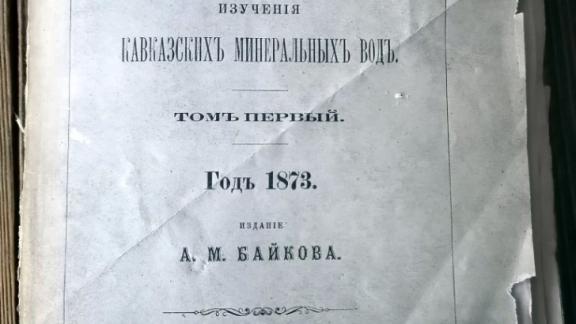 ИЗУЧЕНІЯ
КАВКАЗСКИХЪ МИНЕРАЛЬНЫХЪ ВОДЪ.
ТОМЪ ПЕРВЫЙ.
Годъ 1873.
ИЗДАНІЕ
А. М. БАЙКОВА.